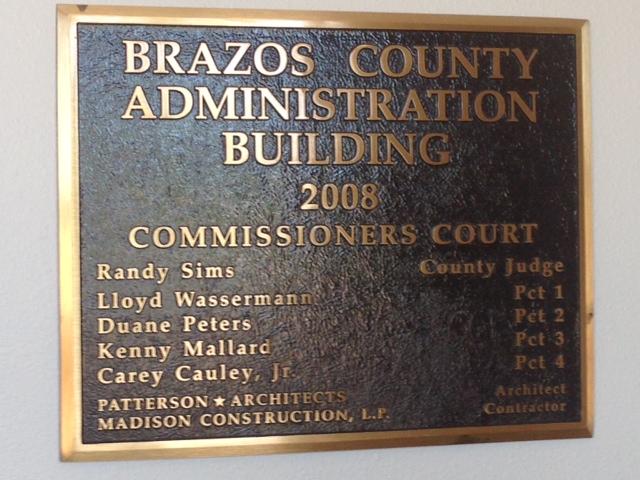 BRAZOS COUNTY
ADMINISTRATION
BUILDING
2008
COMMISSIONERS COURT
Randy Sims County Judge
Lloyd Wassermann Pct 1
Duane Peters Pct 2
Kenny Mallard Pct 3
Carey Cauley, Jr. Pct 4
PATTERSON ★ ARCHITECTS Architect
MADISON CONSTRUCTION, L.P. Contractor